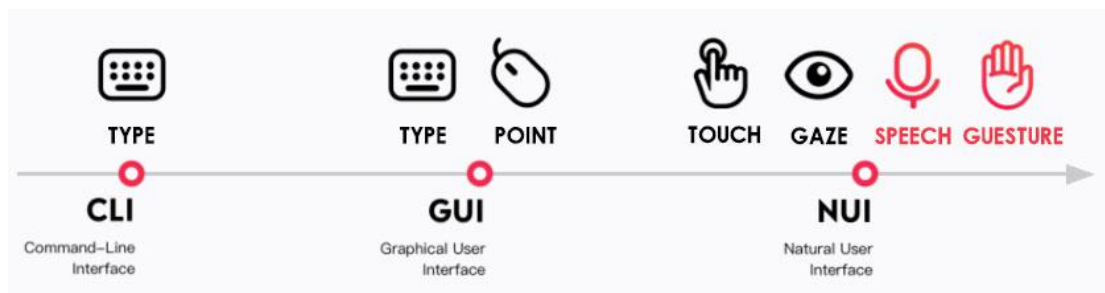 TYPE
TYPE POINT
TOUCH GAZE SPEECH GUESTURE
CLI
Command-Line
Interface
GUI
Graphical User
Interface
NUI
Natural User
Interface